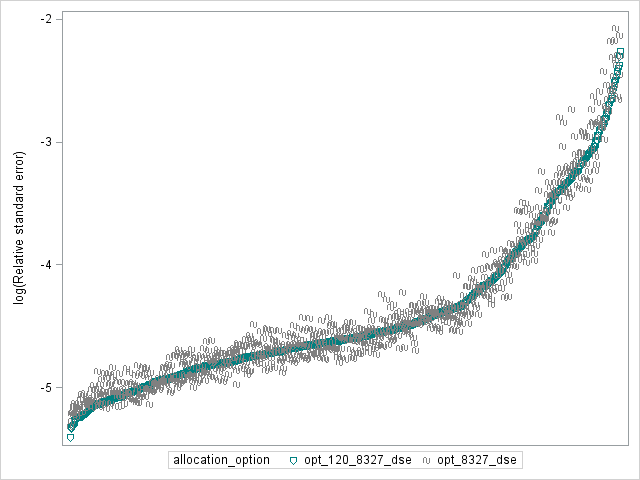 -2
-3
log(Relative standard error)
-4
-5
allocation_option opt_120_8327_dse opt_8327_dse